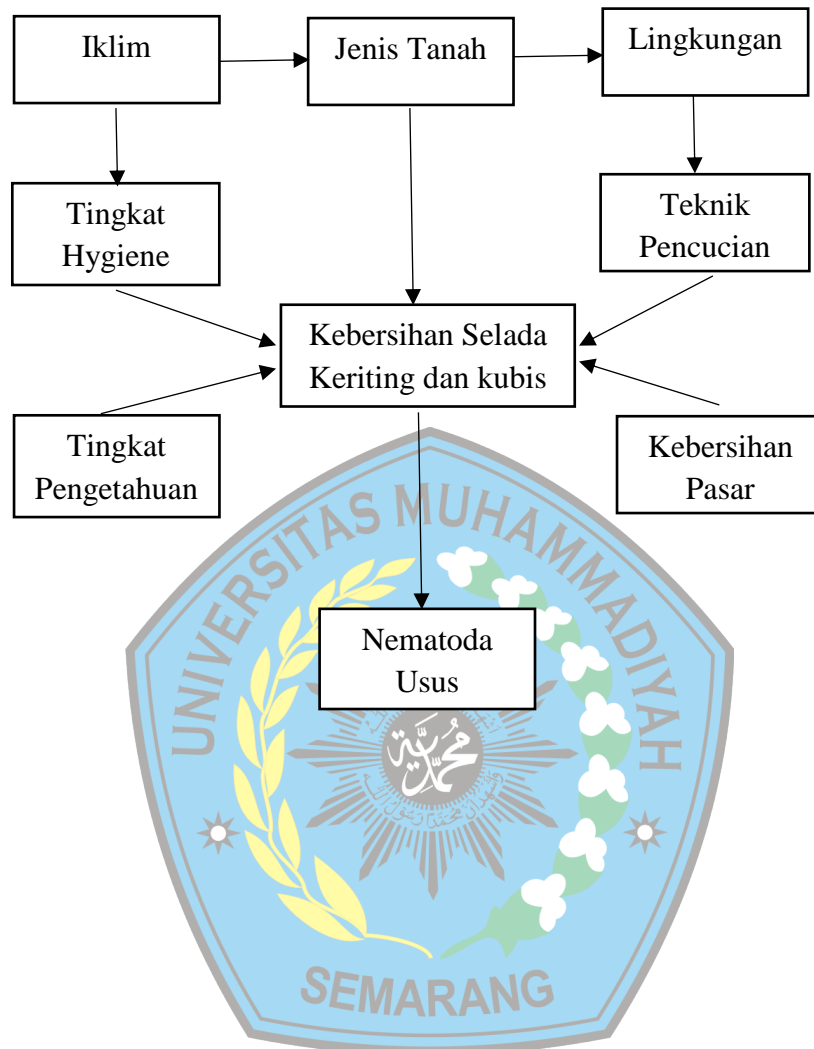 Iklim
Jenis Tanah
Lingkungan
Tingkat
Hygiene
Teknik
Pencucian
Kebersihan Selada
Keriting dan kubis
Tingkat
Pengetahuan
Kebersihan
Pasar
UNIVERSITAS MUHAMMADIYAH
Nematoda
Usus
محمدية
SEMARANG